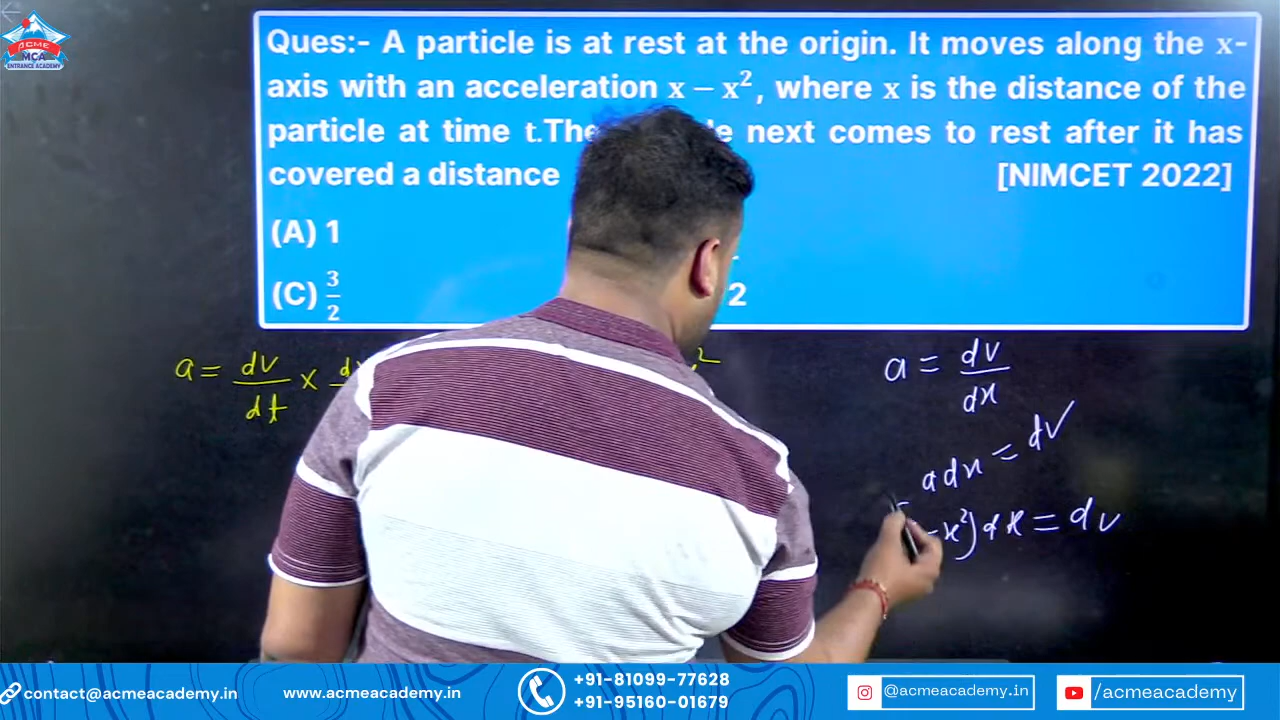 ACME
MCA
ENTRANCE ACADEMY
Ques:- A particle is at rest at the origin. It moves along the x-
axis with an acceleration x − x², where x is the distance of the
particle at time t. next comes to rest after it has
covered a distance [NIMCET 2022]
(A) 1
(C) 3/2 2
a = dv/dt ×
a = dv/dx
adx = dv
-x²) dx = dv
contact@acmeacademy.in www.acmeacademy.in +91-81099-77628 @acmeacademy.in /acmeacademy
+91-95160-01679